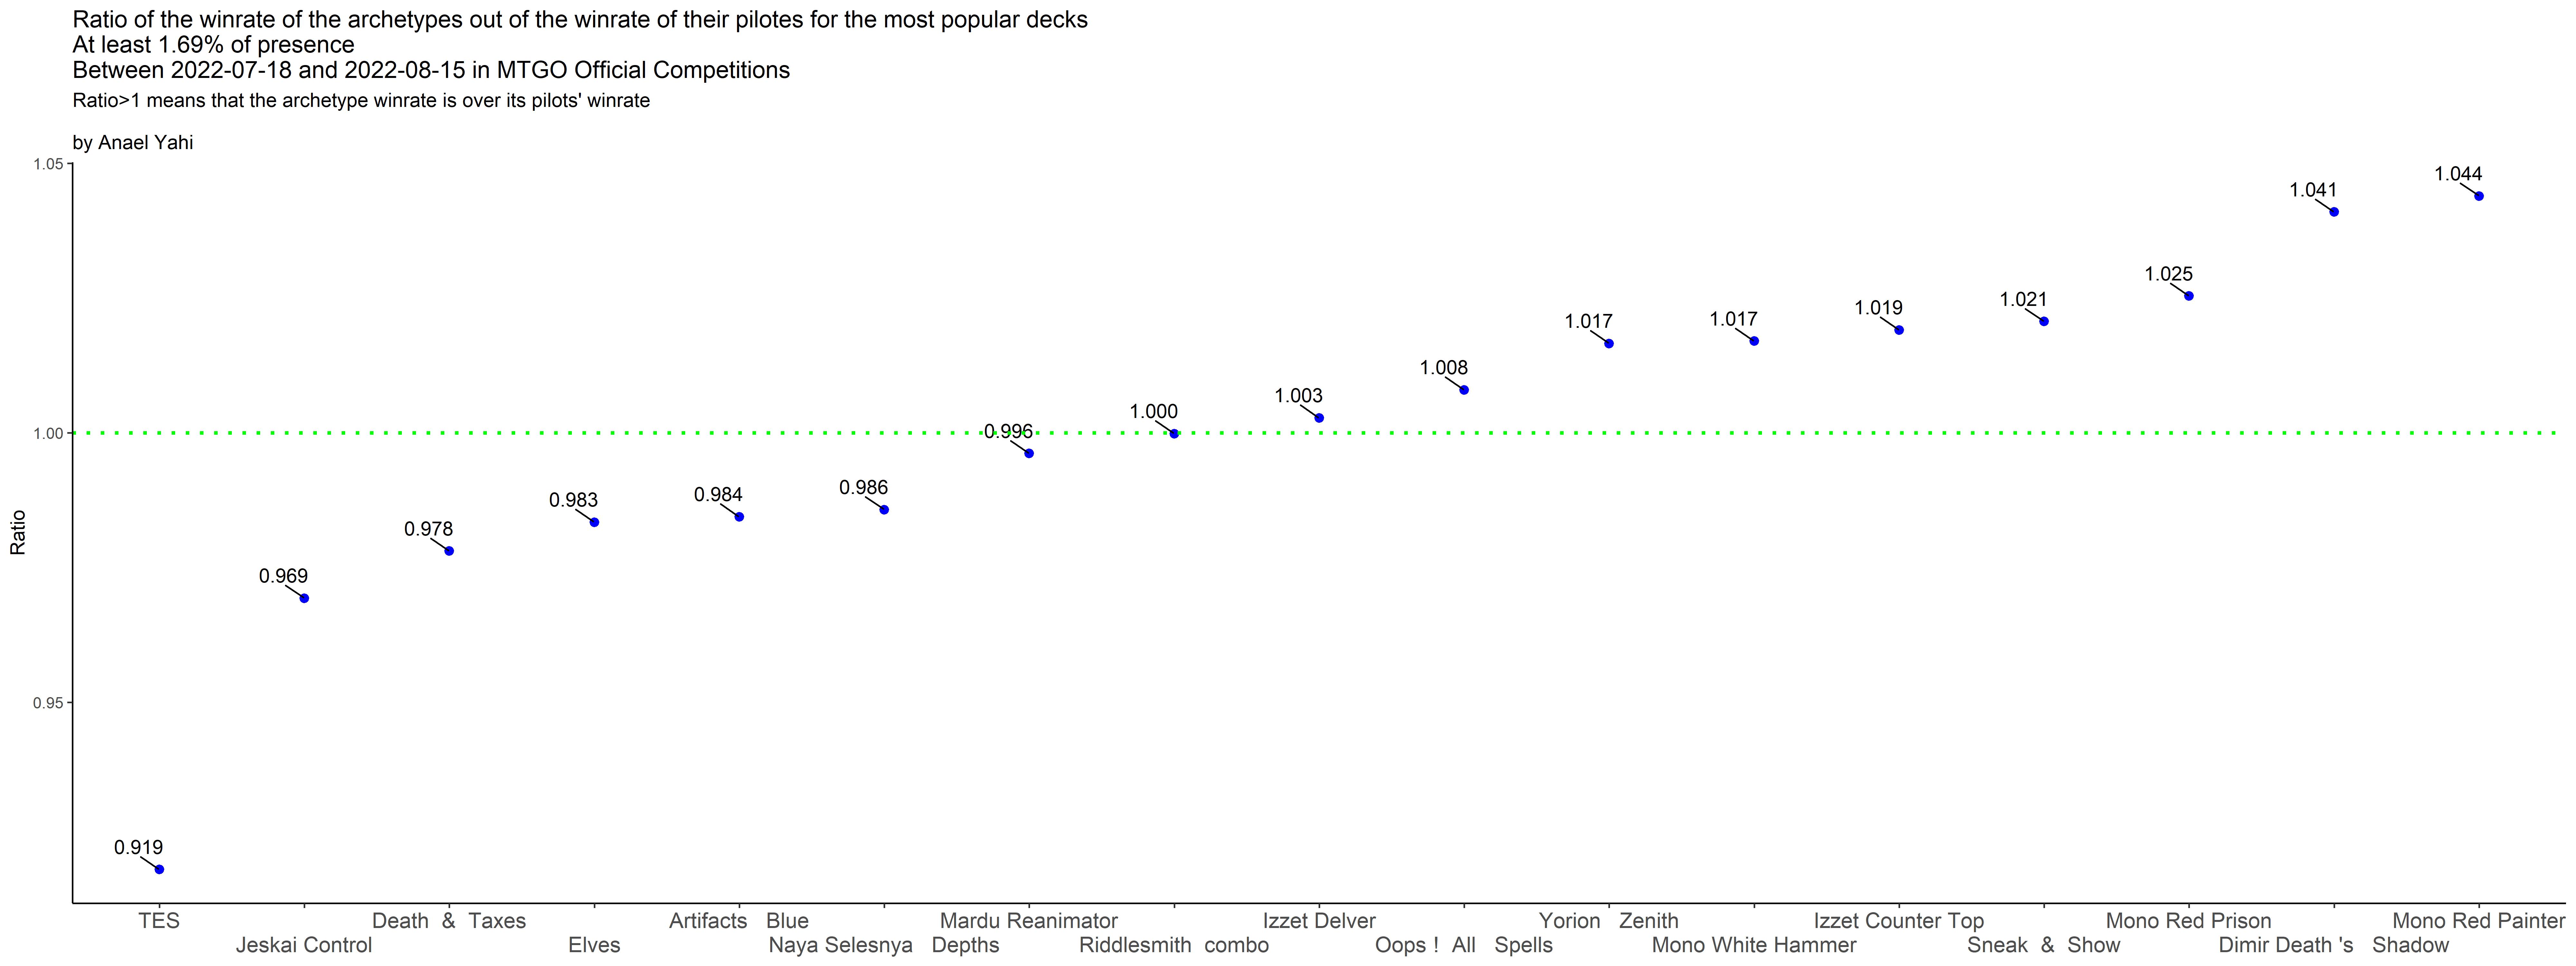 Ratio of the winrate of the archetypes out of the winrate of their pilotes for the most popular decks
At least 1.69% of presence
Between 2022-07-18 and 2022-08-15 in MTGO Official Competitions
Ratio>1 means that the archetype winrate is over its pilots' winrate
by Anael Yahi
1.05
1.00
0.95
Ratio
0.919
0.969
0.978
0.983
0.984
0.986
0.996
1.000
1.003
1.008
1.017
1.017
1.019
1.021
1.025
1.041
1.044
TES
Jeskai Control
Death & Taxes
Elves
Artifacts Blue
Naya Selesnya Depths
Mardu Reanimator
Riddlesmith combo
Izzet Delver
Oops ! All Spells
Yorion Zenith
Mono White Hammer
Izzet Counter Top
Sneak & Show
Mono Red Prison
Dimir Death 's Shadow
Mono Red Painter